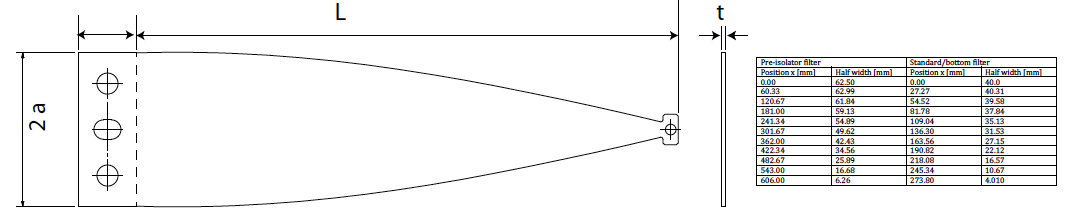 L
t
2 a
Pre-isolator filter Standard/bottom filter
Position x [mm] Half width [mm] Position x [mm] Half width [mm]
0.00 62.50 0.00 40.0
60.33 62.99 27.27 40.31
120.67 61.84 54.52 39.58
181.00 59.13 81.78 37.84
241.34 54.89 109.04 35.13
301.67 49.62 136.30 31.53
362.00 42.43 163.56 27.15
422.34 34.56 190.82 22.12
482.67 25.89 218.08 16.57
543.00 16.68 245.34 10.67
606.00 6.26 273.80 4.010